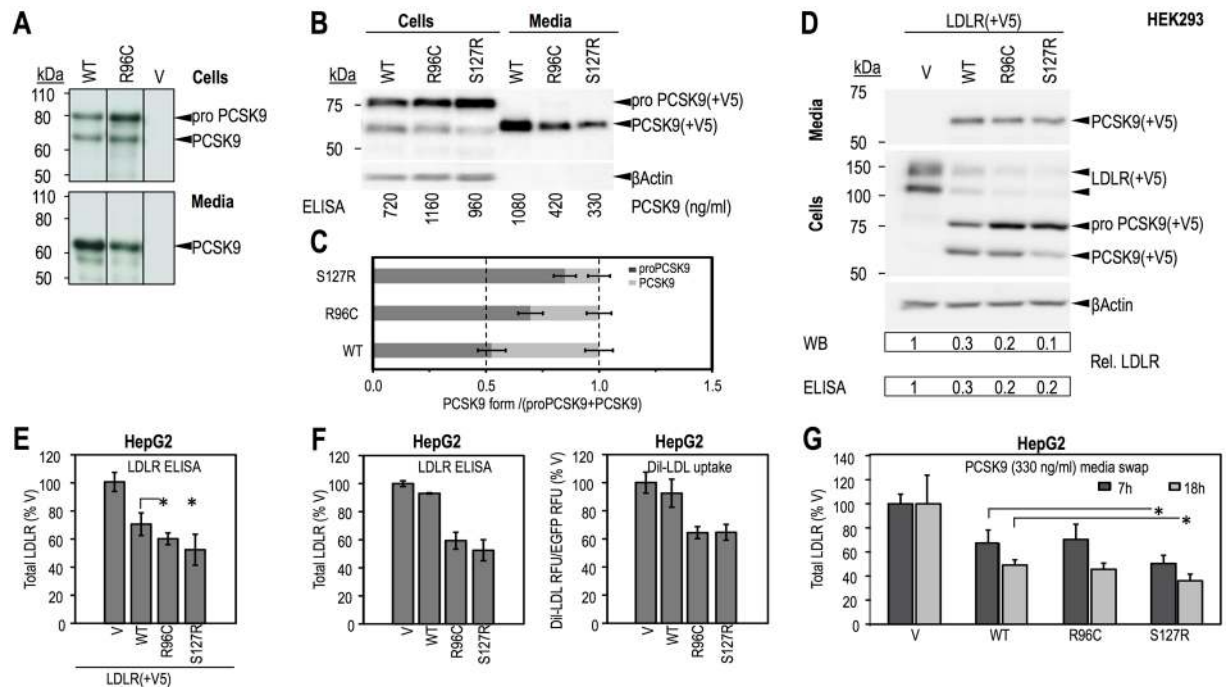 A
kDa
WT
R96C
V
Cells
110
80
60
50
pro PCSK9
PCSK9
Media
110
80
60
50
PCSK9
B
Cells
Media
kDa
WT
R96C
S127R
WT
R96C
S127R
75
50
pro PCSK9(+V5)
PCSK9(+V5)
βActin
ELISA
720
1160
960
1080
420
330
PCSK9 (ng/ml)
C
S127R
R96C
WT
proPCSK9
PCSK9
0.0
0.5
1.0
1.5
PCSK9 form /(proPCSK9+PCSK9)
D
LDLR(+V5)
HEK293
kDa
V
WT
R96C
S127R
Media
75
50
PCSK9(+V5)
Cells
150
100
75
50
LDLR(+V5)
pro PCSK9(+V5)
PCSK9(+V5)
βActin
WB
1 0.3 0.2 0.1
Rel. LDLR
ELISA
1 0.3 0.2 0.2
E
HepG2
LDLR ELISA
Total LDLR (% V)
120
100
80
60
40
20
0
* *
V
WT
R96C
S127R
LDLR(+V5)
F
HepG2
LDLR ELISA
Total LDLR (% V)
120
100
80
60
40
20
0
V
WT
R96C
S127R
DiI-LDL uptake
DiI-LDL RFU/EGFP RFU (% V)
120
100
80
60
40
20
0
V
WT
R96C
S127R
G
HepG2
PCSK9 (330 ng/ml) media swap
7h
18h
*
*
Total LDLR (% V)
140
120
100
80
60
40
20
0
V
WT
R96C
S127R